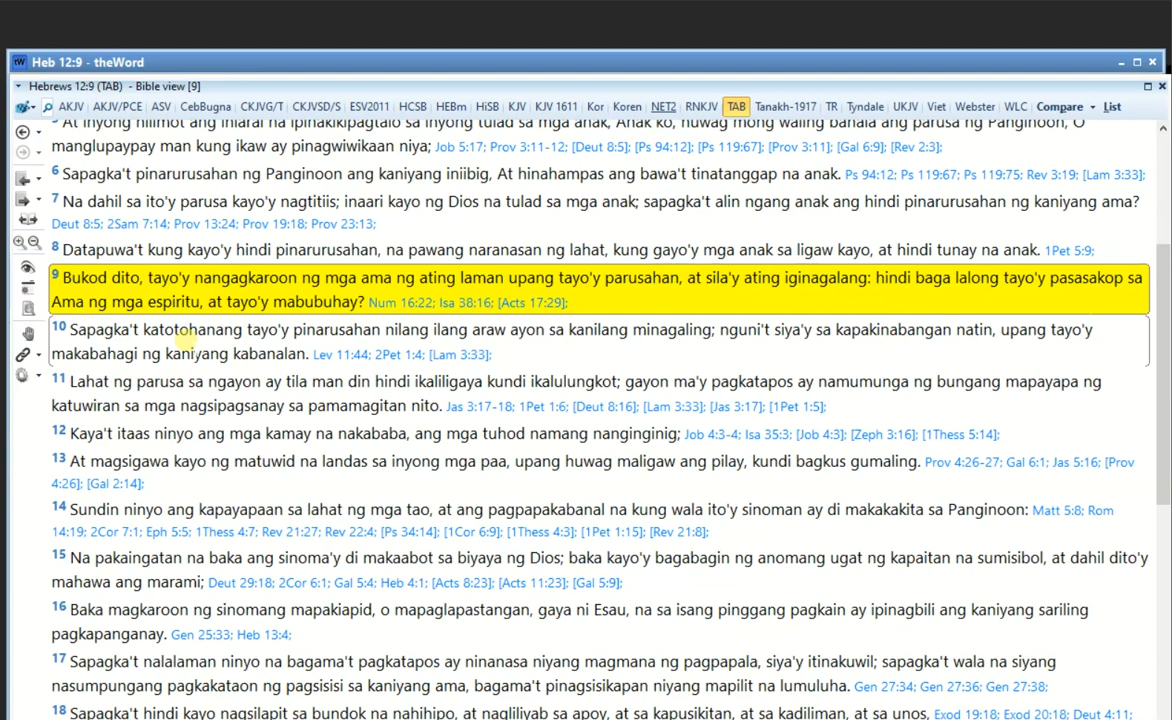 Heb 12:9 - theWord
Hebrews 12:9 (TAB) - Bible view [9]
AKJV AKJV/PCE ASV CebBugna CKJVG/T CKJVSD/S ESV2011 HCSB HEBm HiSB KJV KJV 1611 Kor Koren NET2 RNKJV TAB Tanakh-1917 TR Tyndale UKJV Viet Webster WLC Compare List
manglupaypay man kung ikaw ay pinagwiwikaan niya; Job 5:17; Prov 3:11-12; [Deut 8:5]; [Ps 94:12]; [Ps 119:67]; [Prov 3:11]; [Gal 6:9]; [Rev 2:3];
6 Sapagka't pinarurusahan ng Panginoon ang kaniyang iniibig, At hinahampas ang bawa't tinatanggap na anak. Ps 94:12; Ps 119:67; Ps 119:75; Rev 3:19; [Lam 3:33];
7 Na dahil sa ito'y parusa kayo'y nagtitiis; inaari kayo ng Dios na tulad sa mga anak; sapagka't alin ngang anak ang hindi pinarurusahan ng kaniyang ama?
Deut 8:5; 2Sam 7:14; Prov 13:24; Prov 19:18; Prov 23:13;
8 Datapuwa't kung kayo'y hindi pinarurusahan, na pawang naranasan ng lahat, kung gayo'y mga anak sa ligaw kayo, at hindi tunay na anak. 1Pet 5:9;
9 Bukod dito, tayo'y nangagkaroon ng mga ama ng ating laman upang tayo'y parusahan, at sila'y ating iginagalang: hindi baga lalong tayo'y pasasakop sa
Ama ng mga espiritu, at tayo'y mabubuhay? Num 16:22; Isa 38:16; [Acts 17:29];
10 Sapagka't katotohanang tayo'y pinarusahan nilang ilang araw ayon sa kanilang minagaling; nguni't siya'y sa kapakinabangan natin, upang tayo'y
makabahagi ng kaniyang kabanalan. Lev 11:44; 2Pet 1:4; [Lam 3:33];
11 Lahat ng parusa sa ngayon ay tila man din hindi ikaliligaya kundi ikalulungkot; gayon ma'y pagkatapos ay namumunga ng bungang mapayapa ng
katuwiran sa mga nagsipagsanay sa pamamagitan nito. Jas 3:17-18; 1Pet 1:6; [Deut 8:16]; [Lam 3:33]; [Jas 3:17]; [1Pet 1:5];
12 Kaya't itaas ninyo ang mga kamay na nakababa, ang mga tuhod namang nanginginig; Job 4:3-4; Isa 35:3; [Job 4:3]; [Zeph 3:16]; [1Thess 5:14];
13 At magsigawa kayo ng matuwid na landas sa inyong mga paa, upang huwag maligaw ang pilay, kundi bagkus gumaling. Prov 4:26-27; Gal 6:1; Jas 5:16; [Prov
4:26]; [Gal 2:14];
14 Sundin ninyo ang kapayapaan sa lahat ng mga tao, at ang pagpapakabanal na kung wala ito'y sinoman ay di makakakita sa Panginoon: Matt 5:8; Rom
14:19; 2Cor 7:1; Eph 5:5; 1Thess 4:7; Rev 21:27; Rev 22:4; [Ps 34:14]; [1Cor 6:9]; [1Thess 4:3]; [1Pet 1:15]; [Rev 21:8];
15 Na pakaingatan na baka ang sinoma'y di makaabot sa biyaya ng Dios; baka kayo'y bagabagin ng anomang ugat ng kapaitan na sumisibol, at dahil dito'y
mahawa ang marami; Deut 29:18; 2Cor 6:1; Gal 5:4; Heb 4:1; [Acts 8:23]; [Acts 11:23]; [Gal 5:9];
16 Baka magkaroon ng sinomang mapakiapid, o mapaglapastangan, gaya ni Esau, na sa isang pinggang pagkain ay ipinagbili ang kaniyang sariling
pagkapanganay. Gen 25:33; Heb 13:4;
17 Sapagka't nalalaman ninyo na bagama't pagkatapos ay ninanasa niyang magmana ng pagpapala, siya'y itinakuwil; sapagka't wala na siyang
nasumpungang pagkakataon ng pagsisisi sa kaniyang ama, bagama't pinagsisikapan niyang mapilit na lumuluha. Gen 27:34; Gen 27:36; Gen 27:38;
18 Sapagka't hindi kayo nagsilapit sa bundok na nahihipo, at nagliliyab sa apoy, at sa kapusikitan, at sa kadiliman, at sa unos, Exod 19:18; Exod 20:18; Deut 4:11;